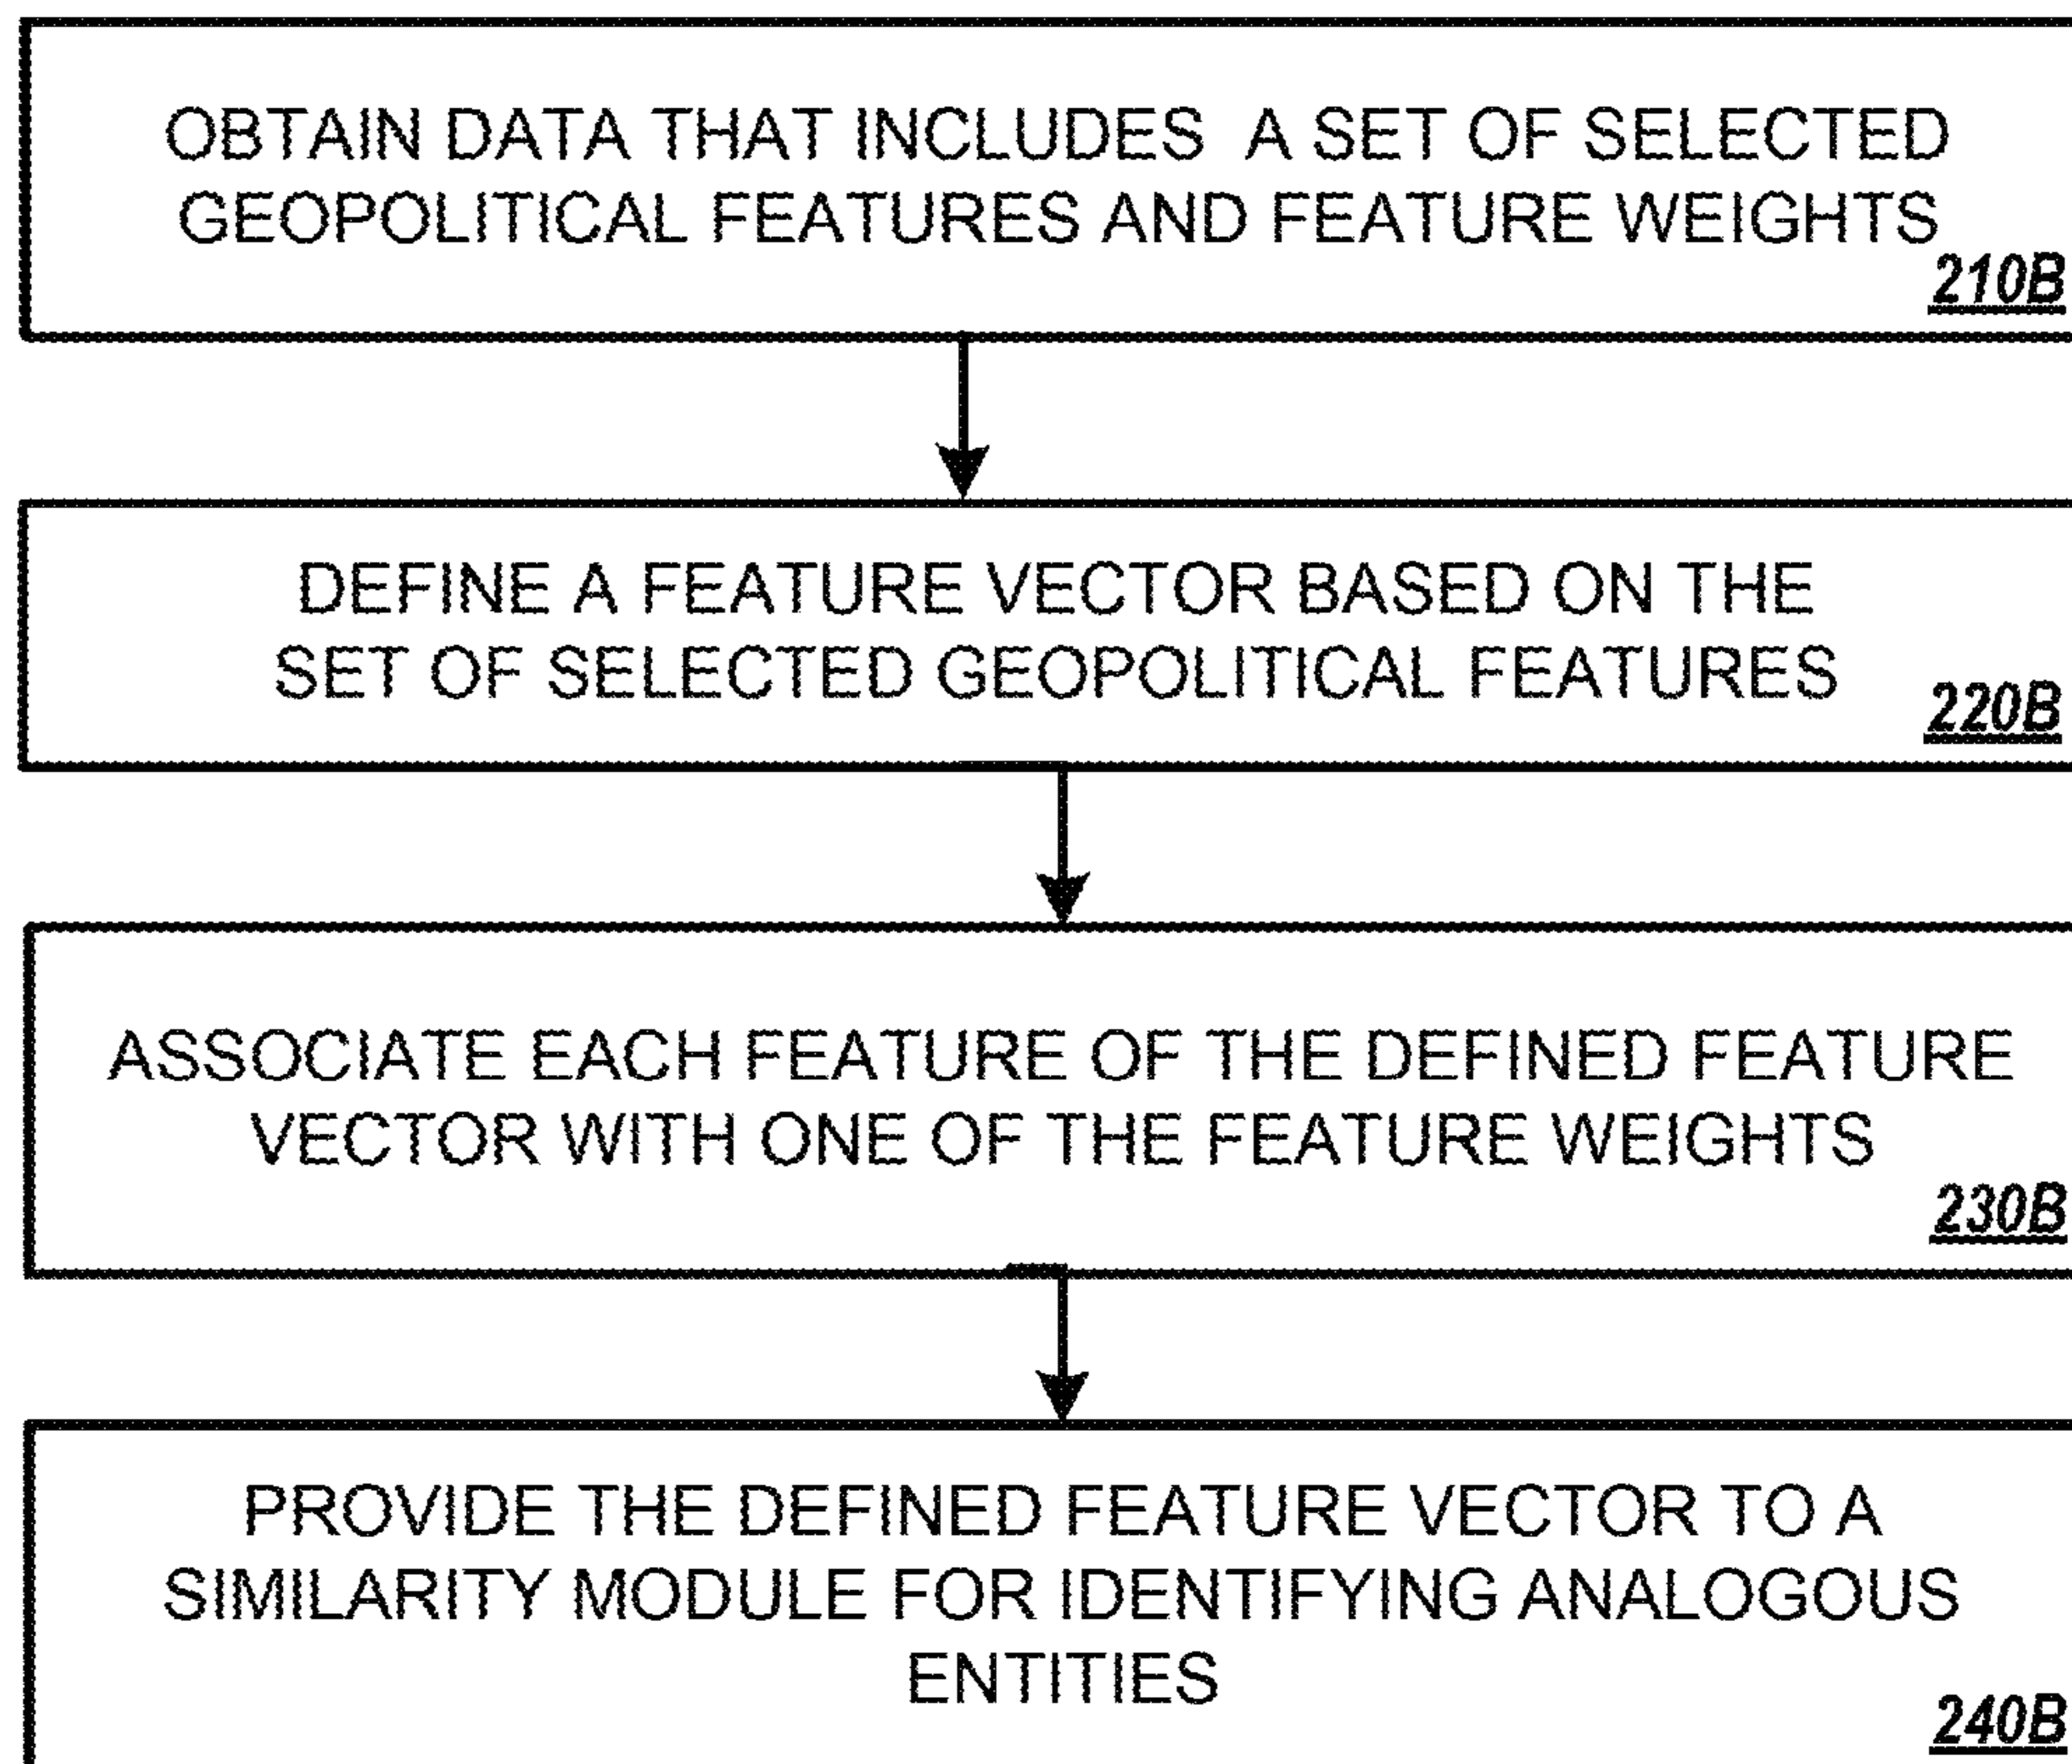 OBTAIN DATA THAT INCLUDES A SET OF SELECTED
GEOPOLITICAL FEATURES AND FEATURE WEIGHTS
210B
DEFINE A FEATURE VECTOR BASED ON THE
SET OF SELECTED GEOPOLITICAL FEATURES
220B
ASSOCIATE EACH FEATURE OF THE DEFINED FEATURE
VECTOR WITH ONE OF THE FEATURE WEIGHTS
230B
PROVIDE THE DEFINED FEATURE VECTOR TO A
SIMILARITY MODULE FOR IDENTIFYING ANALOGOUS
ENTITIES
240B